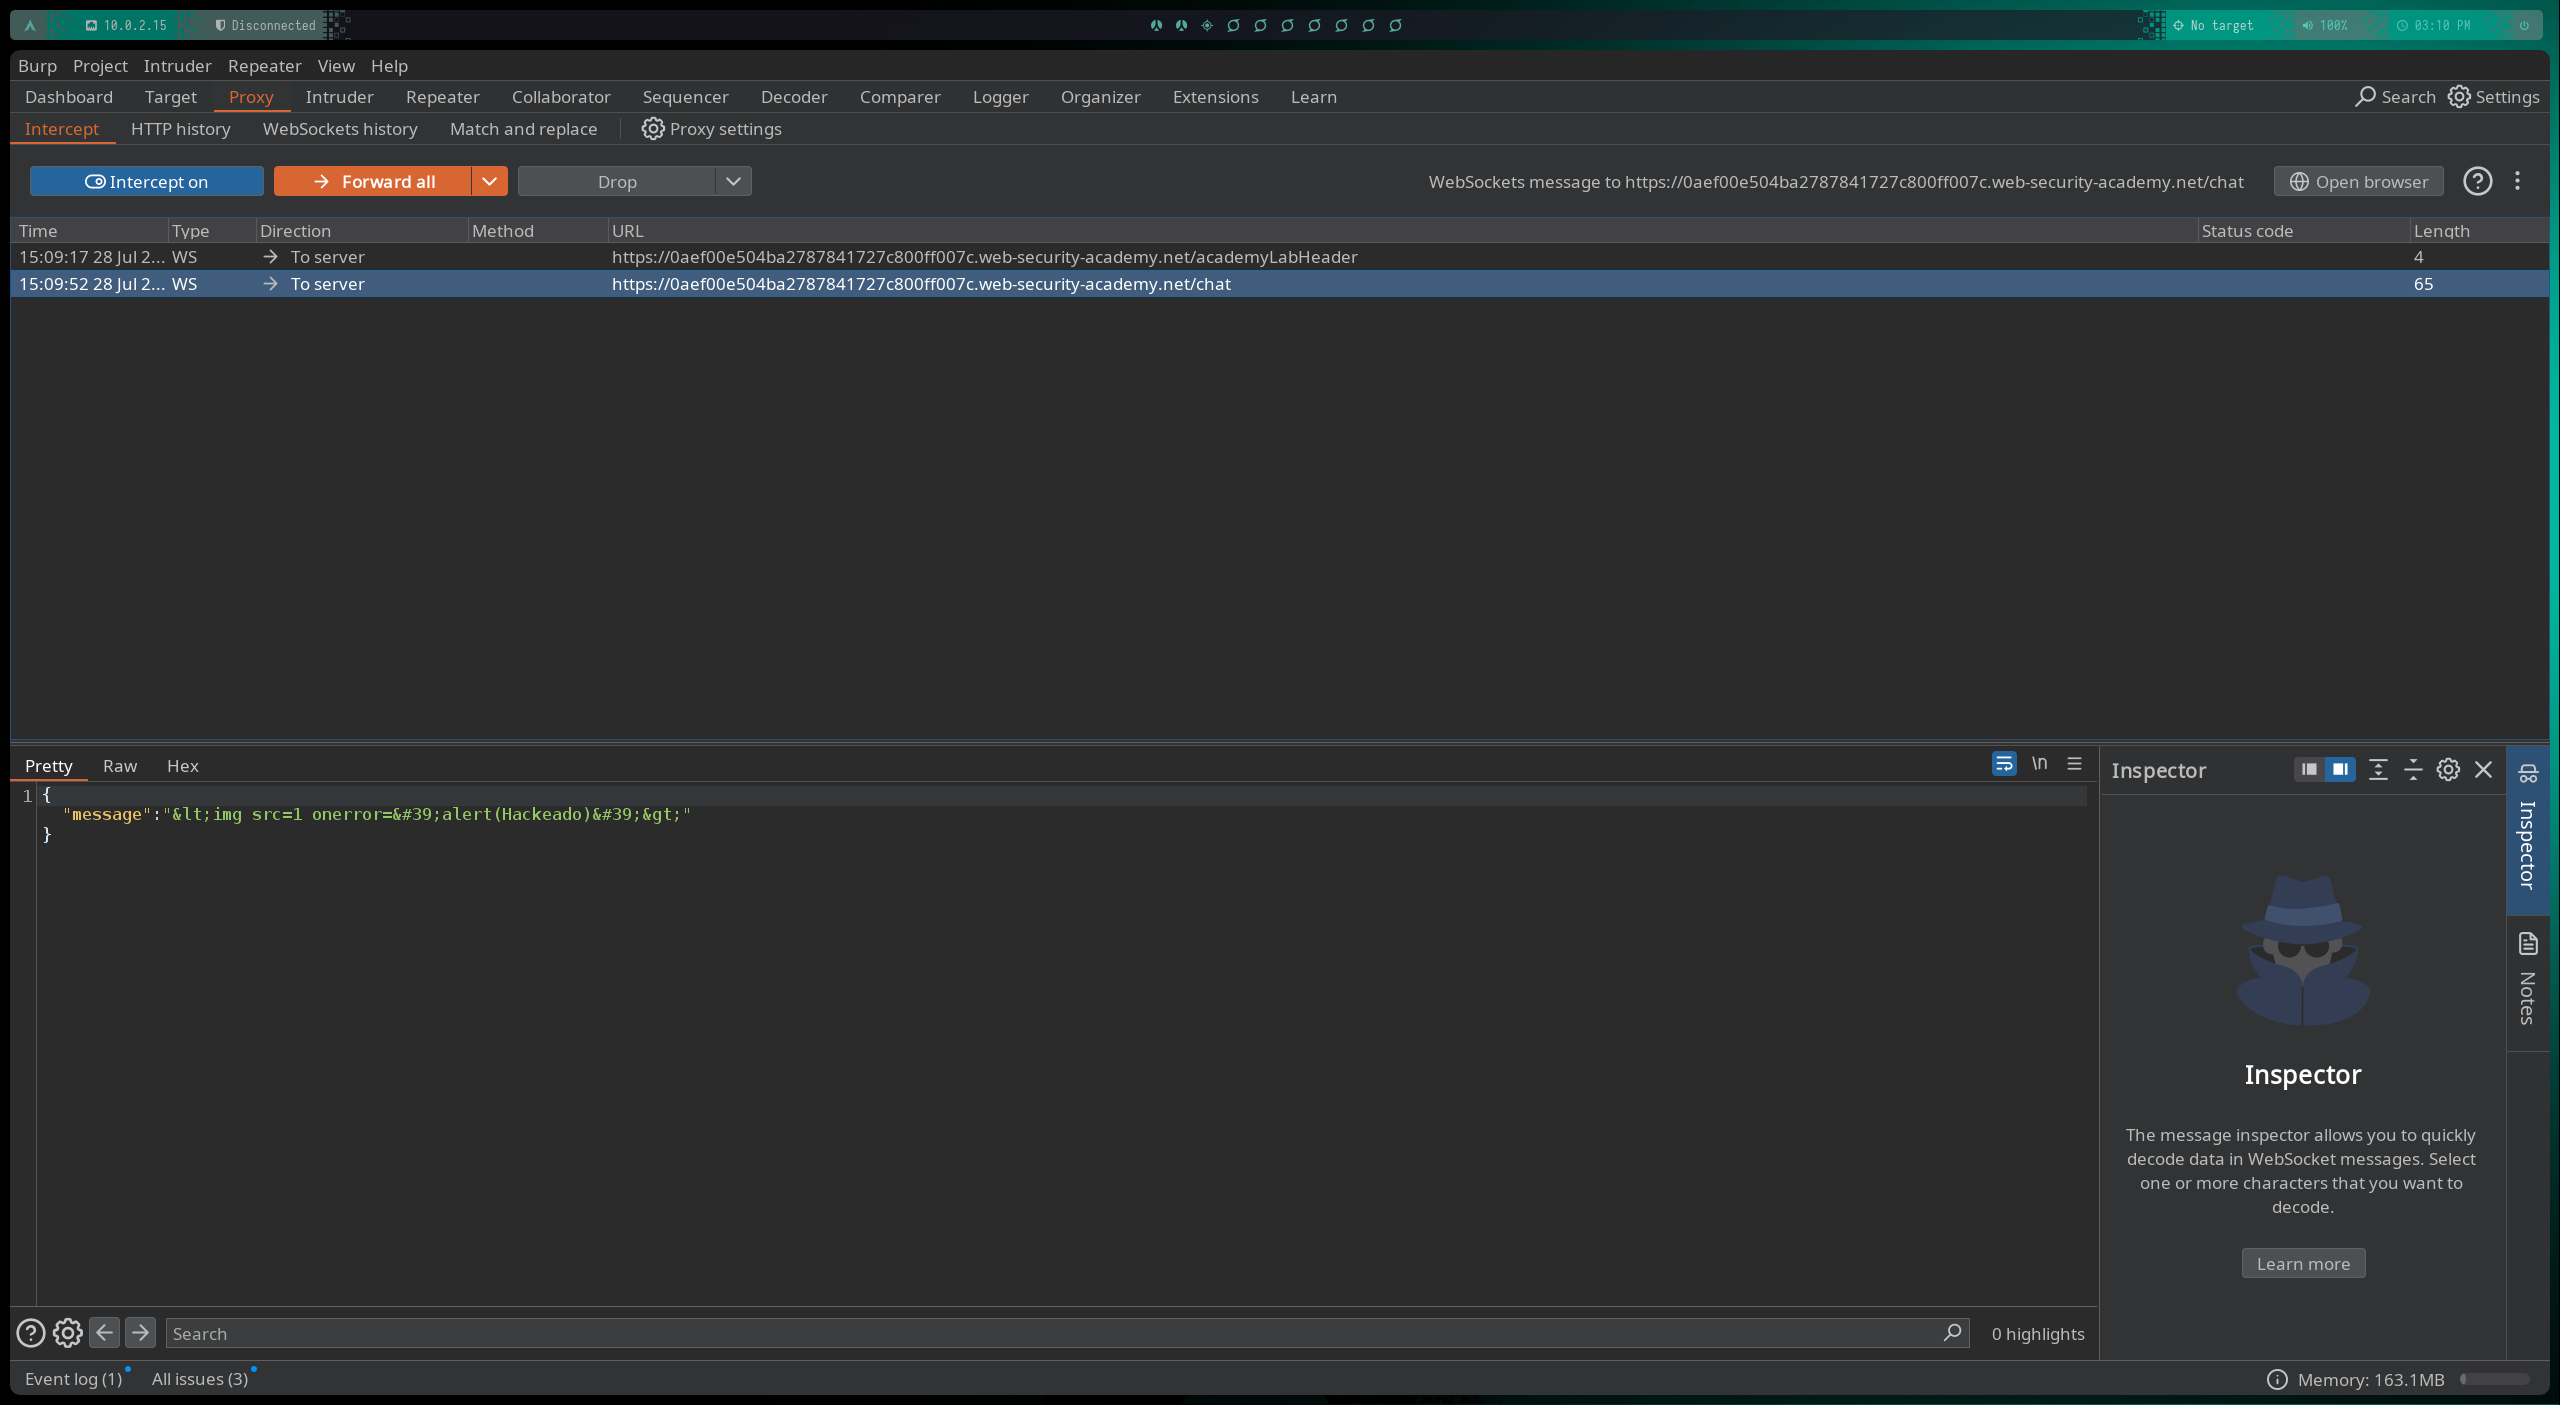 10.0.2.15 Disconnected No target 100% 03:10 PM
Burp Project Intruder Repeater View Help
Dashboard Target Proxy Intruder Repeater Collaborator Sequencer Decoder Comparer Logger Organizer Extensions Learn Search Settings
Intercept HTTP history WebSockets history Match and replace Proxy settings
Intercept on Forward all Drop WebSockets message to https://0aef00e504ba2787841727c800ff007c.web-security-academy.net/chat Open browser
Time Type Direction Method URL Status code Length
15:09:17 28 Jul 2... WS To server https://0aef00e504ba2787841727c800ff007c.web-security-academy.net/academyLabHeader 4
15:09:52 28 Jul 2... WS To server https://0aef00e504ba2787841727c800ff007c.web-security-academy.net/chat 65
Pretty Raw Hex \n
1 {
"message":"&lt;img src=1 onerror=&#39;alert(Hackeado)&#39;&gt;"
}
Inspector
Inspector
Notes
Inspector
The message inspector allows you to quickly
decode data in WebSocket messages. Select
one or more characters that you want to
decode.
Learn more
Search 0 highlights
Event log (1) All issues (3) Memory: 163.1MB